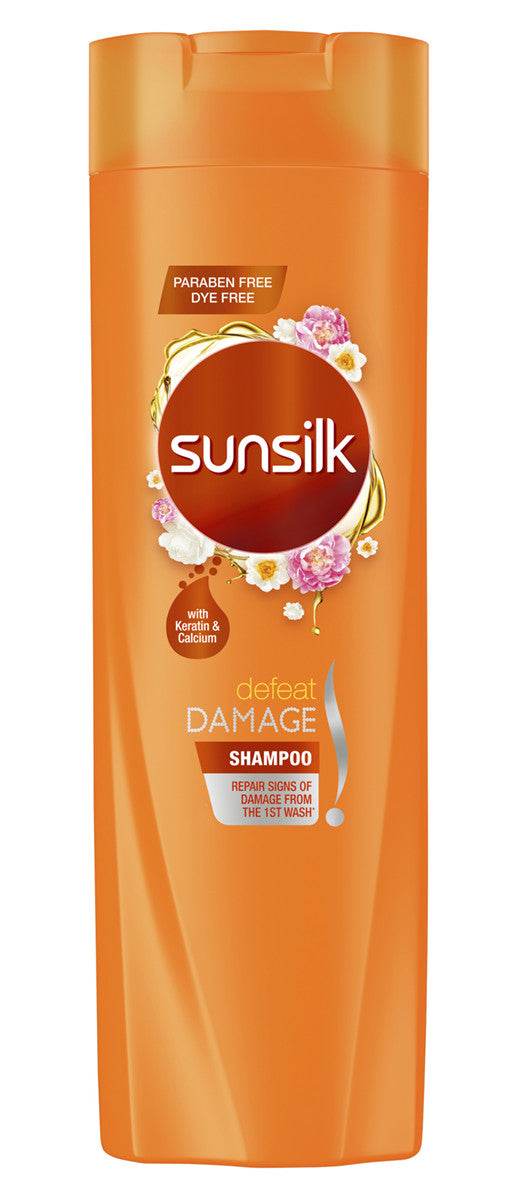 PARABEN FREE
DYE FREE
sunsilk
with
Keratin &
Calcium
defeat
DAMAGE
SHAMPOO
REPAIR SIGNS OF
DAMAGE FROM
THE 1ST WASH*